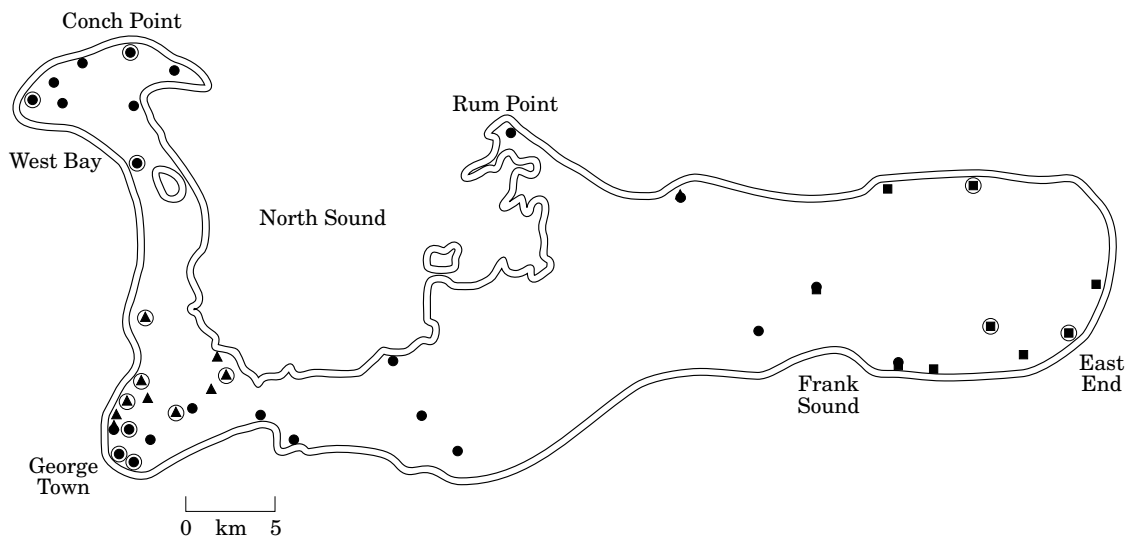 Conch Point
Rum Point
West Bay
North Sound
Frank
Sound
East
End
George
Town
0 km 5